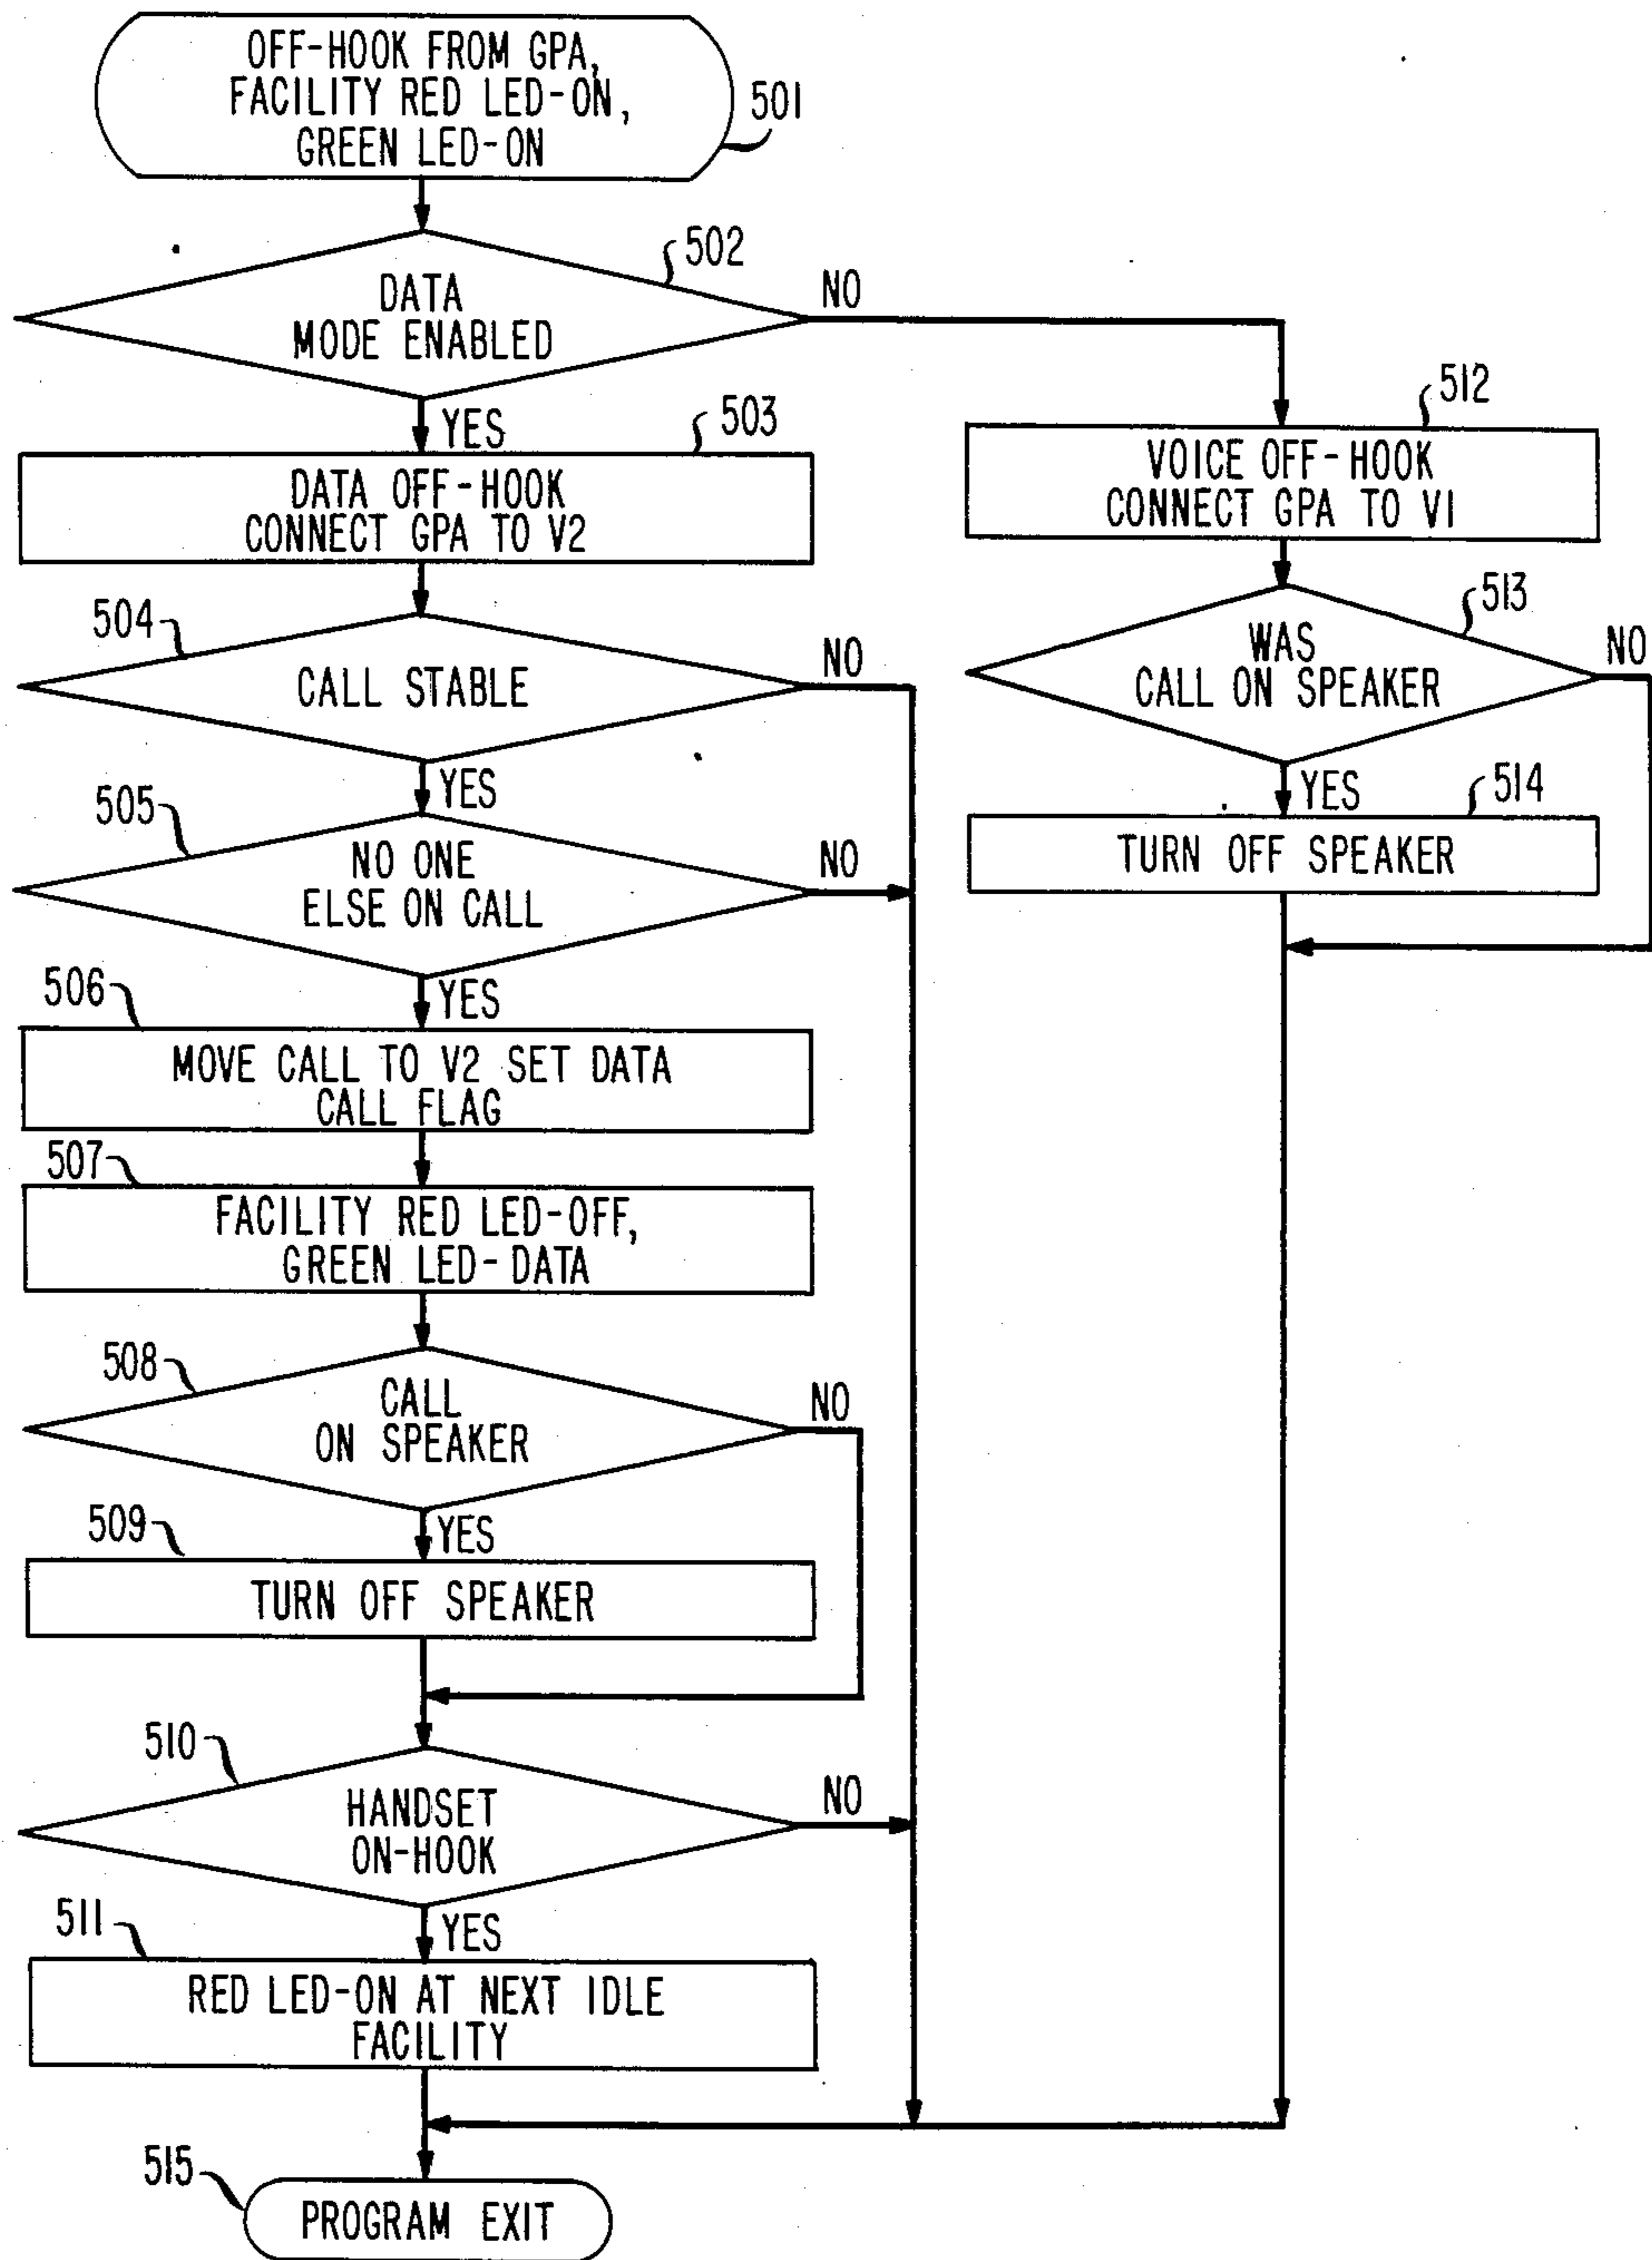 OFF-HOOK FROM GPA,
FACILITY RED LED-ON,
GREEN LED-ON
501
502
DATA
MODE ENABLED
NO
YES
503
DATA OFF-HOOK
CONNECT GPA TO V2
512
VOICE OFF-HOOK
CONNECT GPA TO V1
504
CALL STABLE
NO
YES
513
WAS
CALL ON SPEAKER
NO
YES
505
NO ONE
ELSE ON CALL
NO
YES
514
TURN OFF SPEAKER
506
MOVE CALL TO V2 SET DATA
CALL FLAG
507
FACILITY RED LED-OFF,
GREEN LED-DATA
508
CALL
ON SPEAKER
NO
YES
509
TURN OFF SPEAKER
510
HANDSET
ON-HOOK
NO
YES
511
RED LED-ON AT NEXT IDLE
FACILITY
515
PROGRAM EXIT